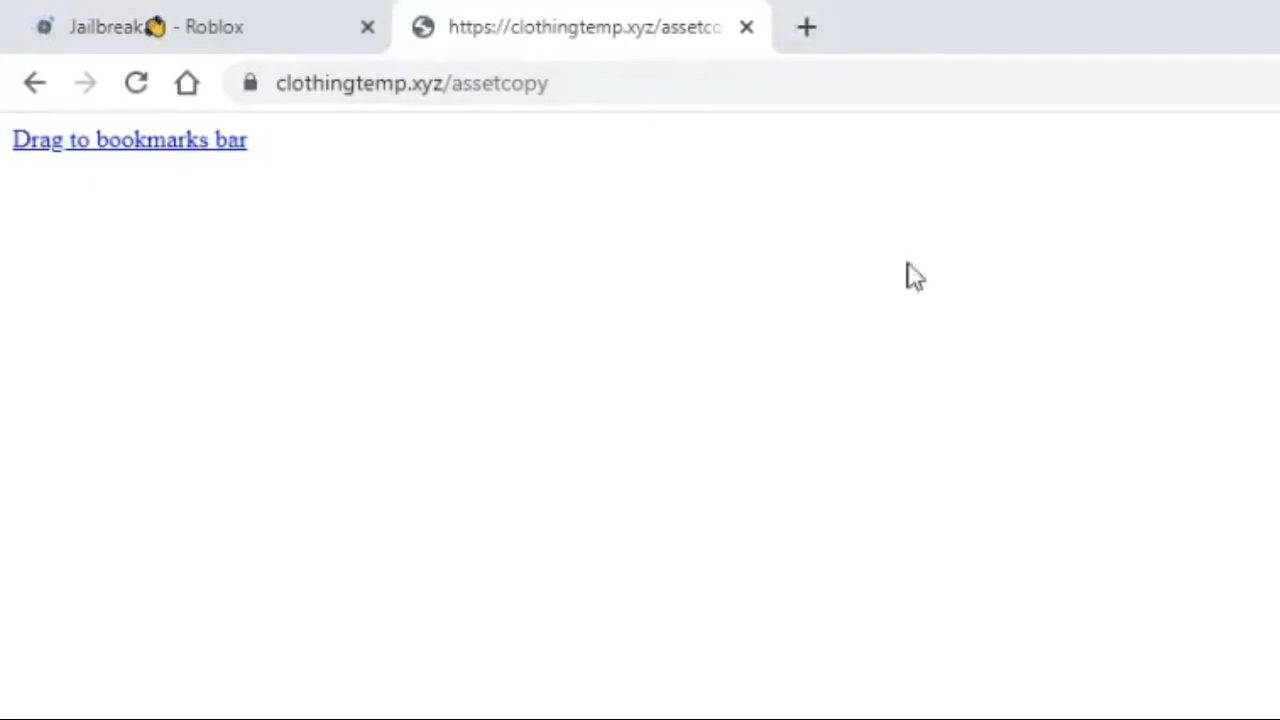 Jailbreak👏 - Roblox
https://clothingtemp.xyz/assetco
clothingtemp.xyz/assetcopy
Drag to bookmarks bar